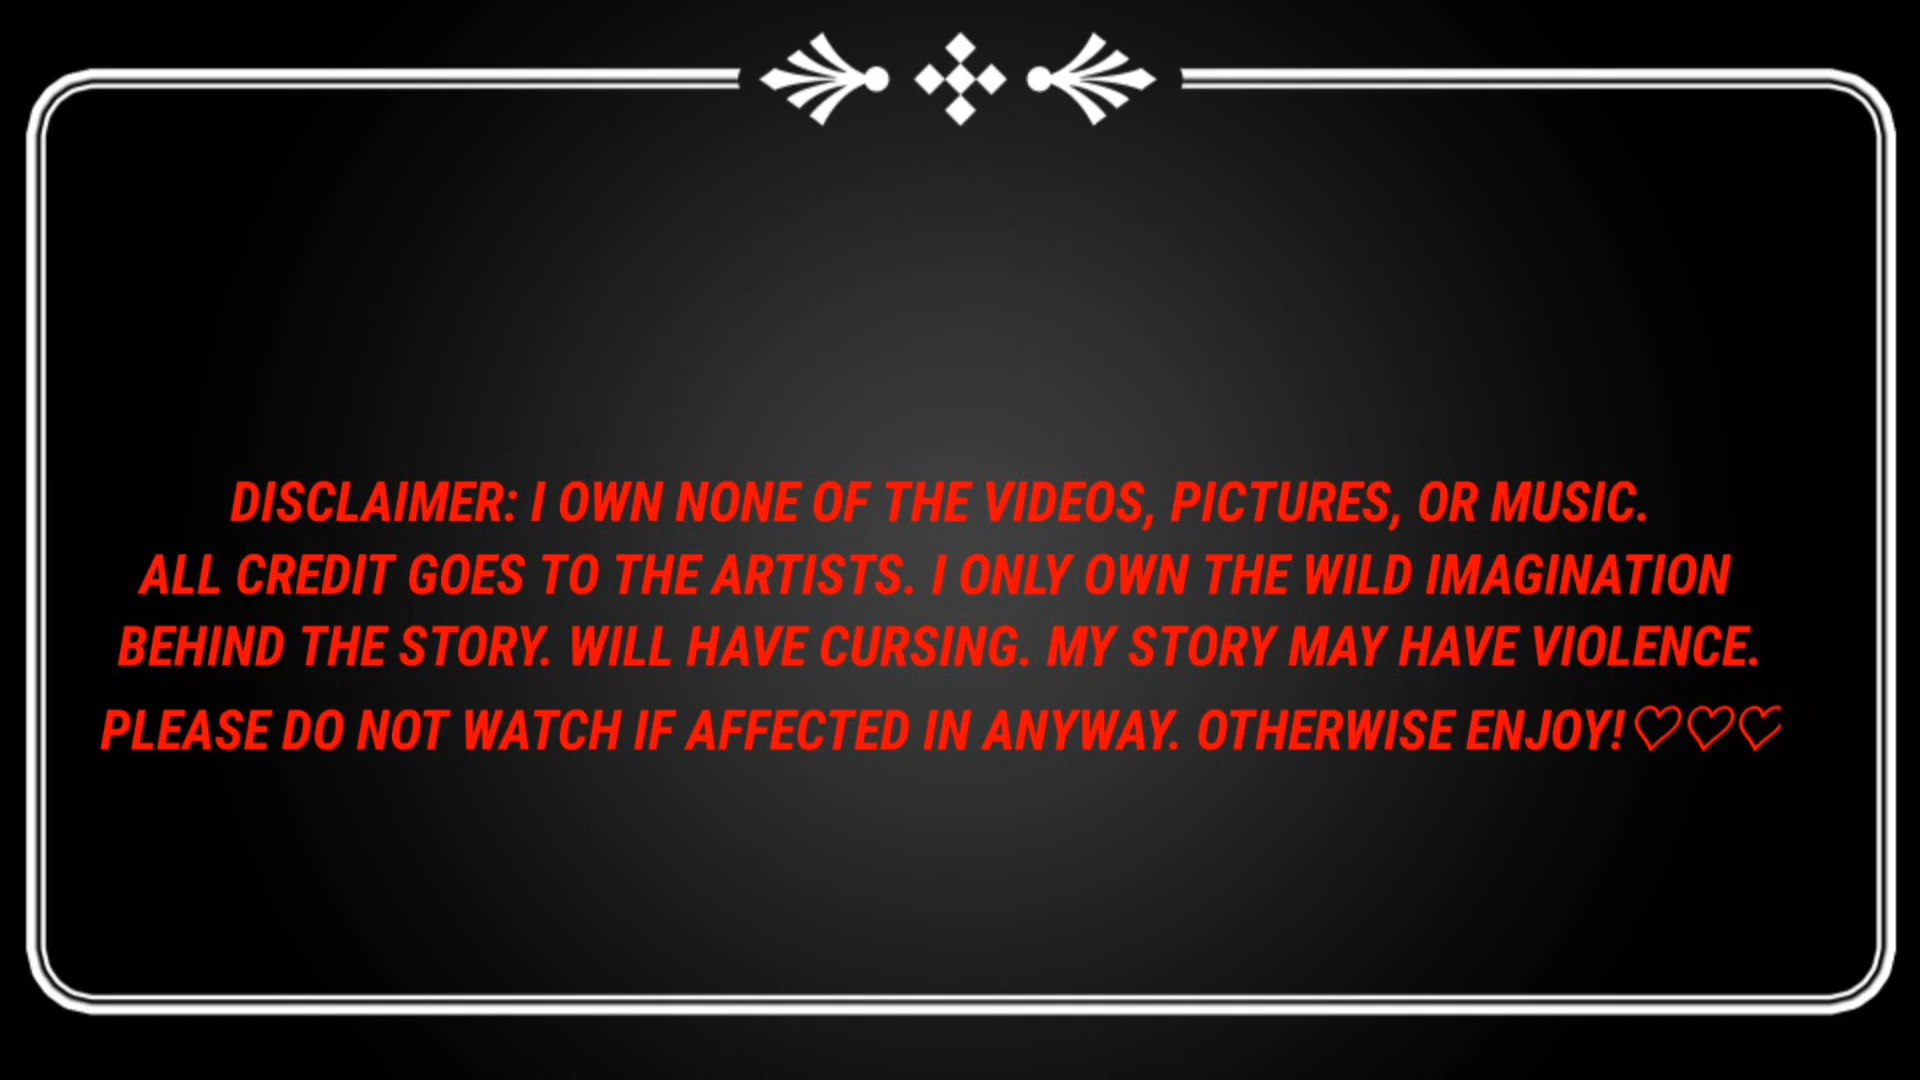 DISCLAIMER: I OWN NONE OF THE VIDEOS, PICTURES, OR MUSIC.
ALL CREDIT GOES TO THE ARTISTS. I ONLY OWN THE WILD IMAGINATION
BEHIND THE STORY. WILL HAVE CURSING. MY STORY MAY HAVE VIOLENCE.
PLEASE DO NOT WATCH IF AFFECTED IN ANYWAY. OTHERWISE ENJOY!♡♡♡